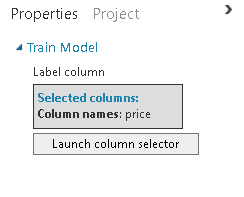 Properties Project
Train Model
Label column
Selected columns:
Column names: price
Launch column selector